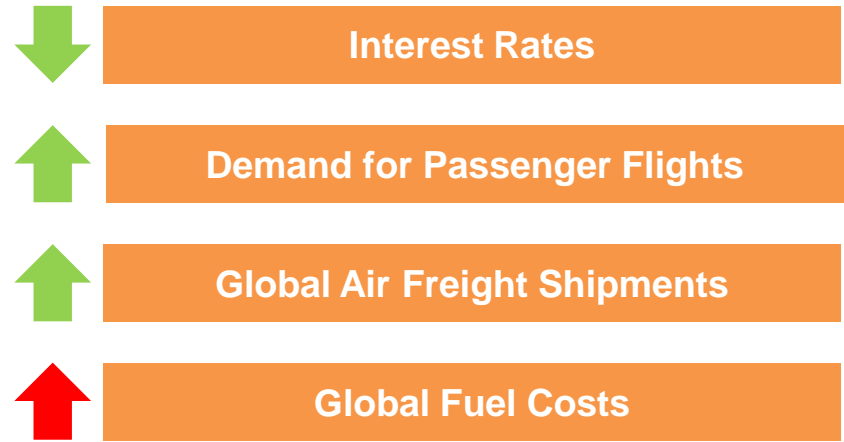 Interest Rates
Demand for Passenger Flights
Global Air Freight Shipments
Global Fuel Costs